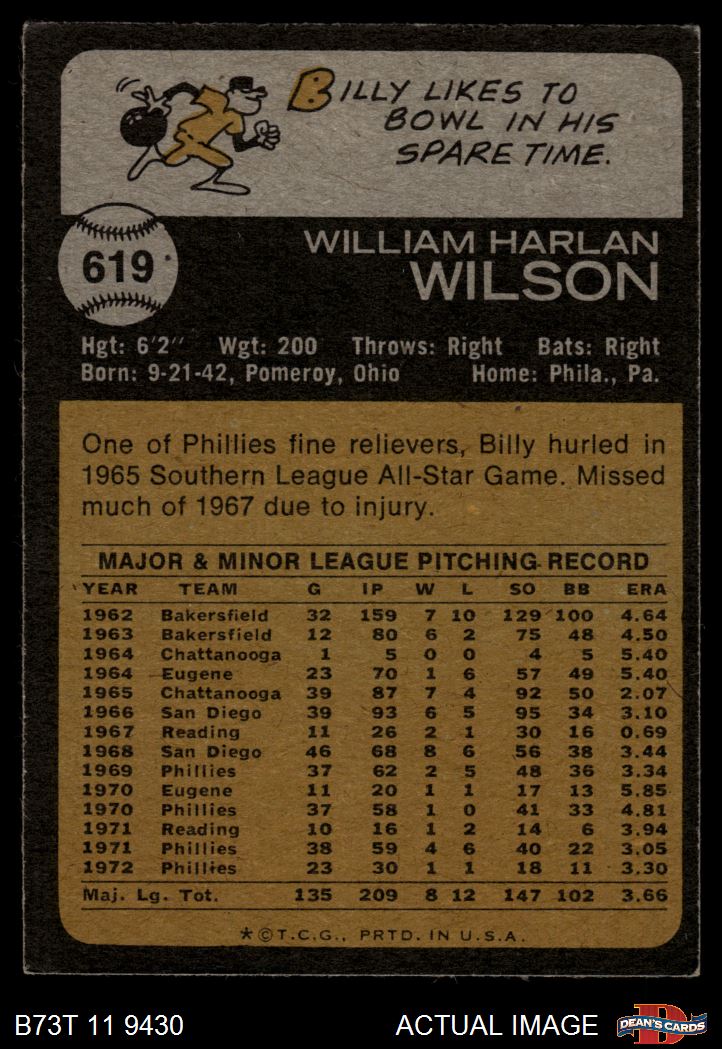 BILLY LIKES TO
BOWL IN HIS
SPARE TIME.
619
WILLIAM HARLAN
WILSON
Hgt: 6'2" Wgt: 200 Throws: Right Bats: Right
Born: 9-21-42, Pomeroy, Ohio Home: Phila., Pa.
One of Phillies fine relievers, Billy hurled in
1965 Southern League All-Star Game. Missed
much of 1967 due to injury.
MAJOR & MINOR LEAGUE PITCHING RECORD
YEAR TEAM G IP W L SO BB ERA
1962 Bakersfield 32 159 7 10 129 100 4.64
1963 Bakersfield 12 80 6 2 75 48 4.50
1964 Chattanooga 1 5 0 0 4 5 5.40
1964 Eugene 23 70 1 6 57 49 5.40
1965 Chattanooga 39 87 7 4 92 50 2.07
1966 San Diego 39 93 6 5 95 34 3.10
1967 Reading 11 26 2 1 30 16 0.69
1968 San Diego 46 68 8 6 56 38 3.44
1969 Phillies 37 62 2 5 48 36 3.34
1970 Eugene 11 20 1 1 17 13 5.85
1970 Phillies 37 58 1 0 41 33 4.81
1971 Reading 10 16 1 2 14 6 3.94
1971 Phillies 38 59 4 6 40 22 3.05
1972 Phillies 23 30 1 1 18 11 3.30
Maj. Lg. Tot. 135 209 8 12 147 102 3.66
*©T.C.G., PRTD. IN U.S.A.
B73T 11 9430 ACTUAL IMAGE
D
DEAN'S CARDS